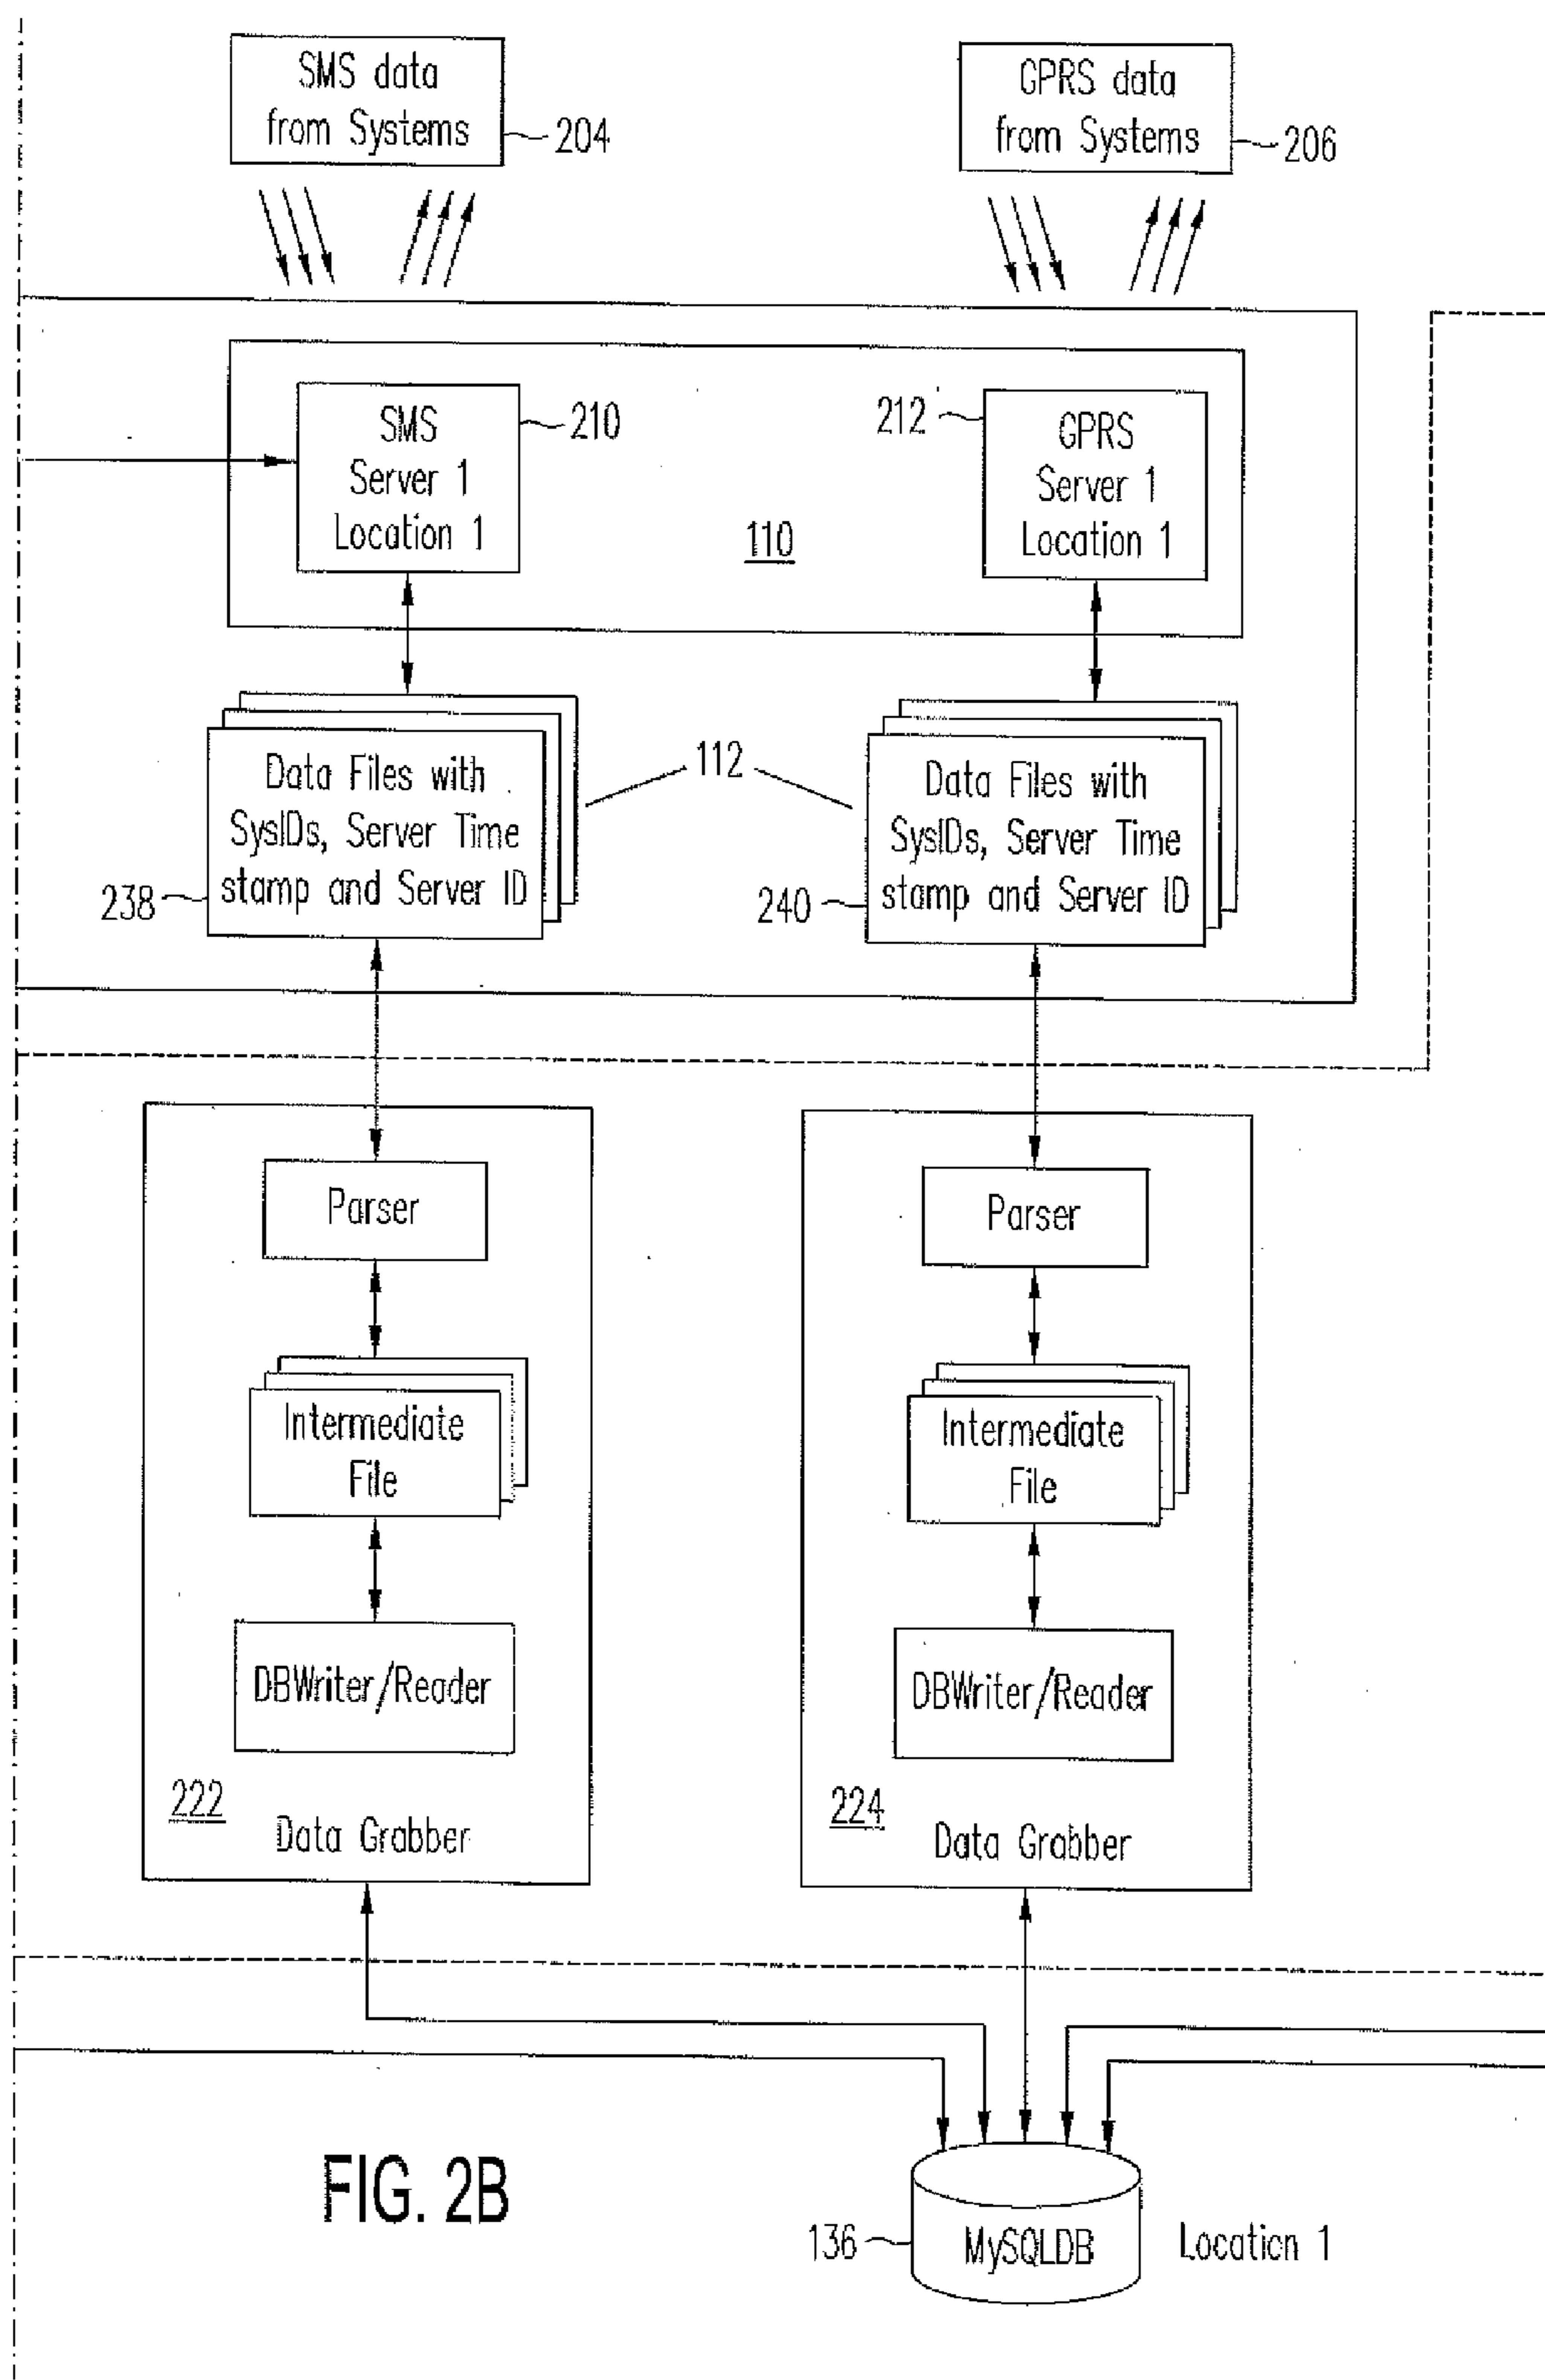 SMS data
from Systems
204
GPRS data
from Systems
206
SMS
Server 1
Location 1
210
110
212
GPRS
Server 1
Location 1
Data Files with
SysIDs, Server Time
stamp and Server ID
238
112
Data Files with
SysIDs, Server Time
stamp and Server ID
240
Parser
Intermediate
File
DBWriter/Reader
222
Data Grabber
Parser
Intermediate
File
DBWriter/Reader
224
Data Grabber
FIG. 2B
136
MySQLDB
Location 1